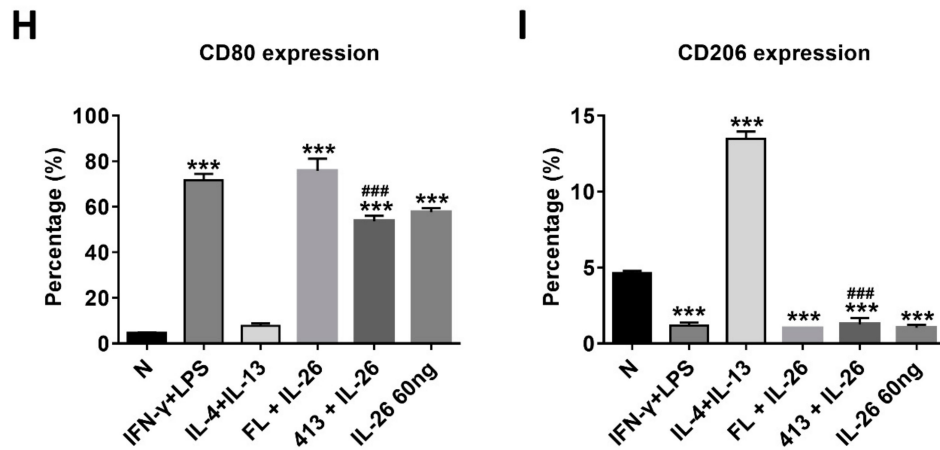 H
CD80 expression
Percentage (%)
100
80
60
40
20
0
***
***
###
***
***
N
IFN-γ+LPS
IL-4+IL-13
FL + IL-26
413 + IL-26
IL-26 60ng
I
CD206 expression
Percentage (%)
15
10
5
0
***
***
***
###
***
***
N
IFN-γ+LPS
IL-4+IL-13
FL + IL-26
413 + IL-26
IL-26 60ng